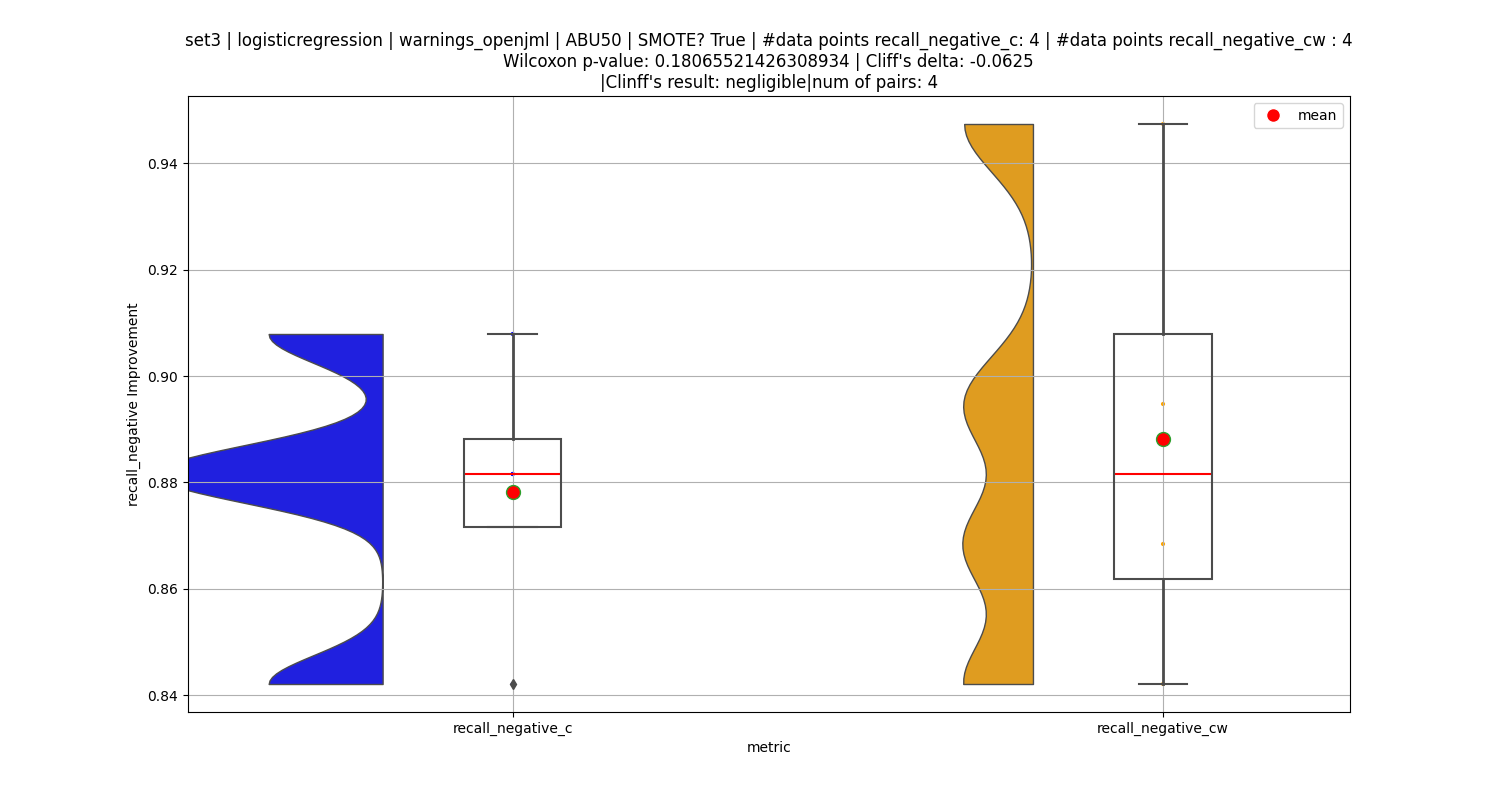 set3 | logisticregression | warnings_openjml | ABU50 | SMOTE? True | #data points recall_negative_c: 4 | #data points recall_negative_cw : 4
Wilcoxon p-value: 0.18065521426308934 | Cliff's delta: -0.0625
|Clinff's result: negligible|num of pairs: 4
mean
0.94
0.92
0.90
0.88
0.86
0.84
recall_negative Improvement
recall_negative_c
recall_negative_cw
metric